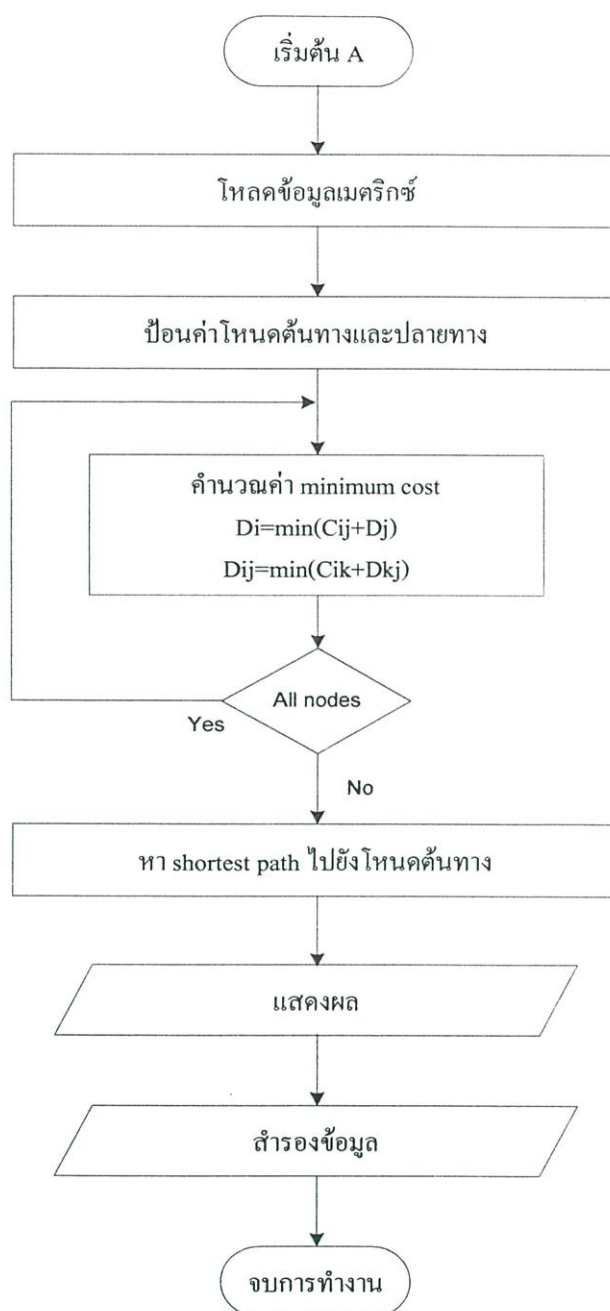 เริ่มต้น A
โหลดข้อมูลเมตริกซ์
ป้อนค่าโหนดต้นทางและปลายทาง
คำนวณค่า minimum cost
Di=min(Cij+Dj)
Dij=min(Cik+Dkj)
All nodes
Yes
No
หา shortest path ไปยังโหนดต้นทาง
แสดงผล
สำรองข้อมูล
จบการทำงาน